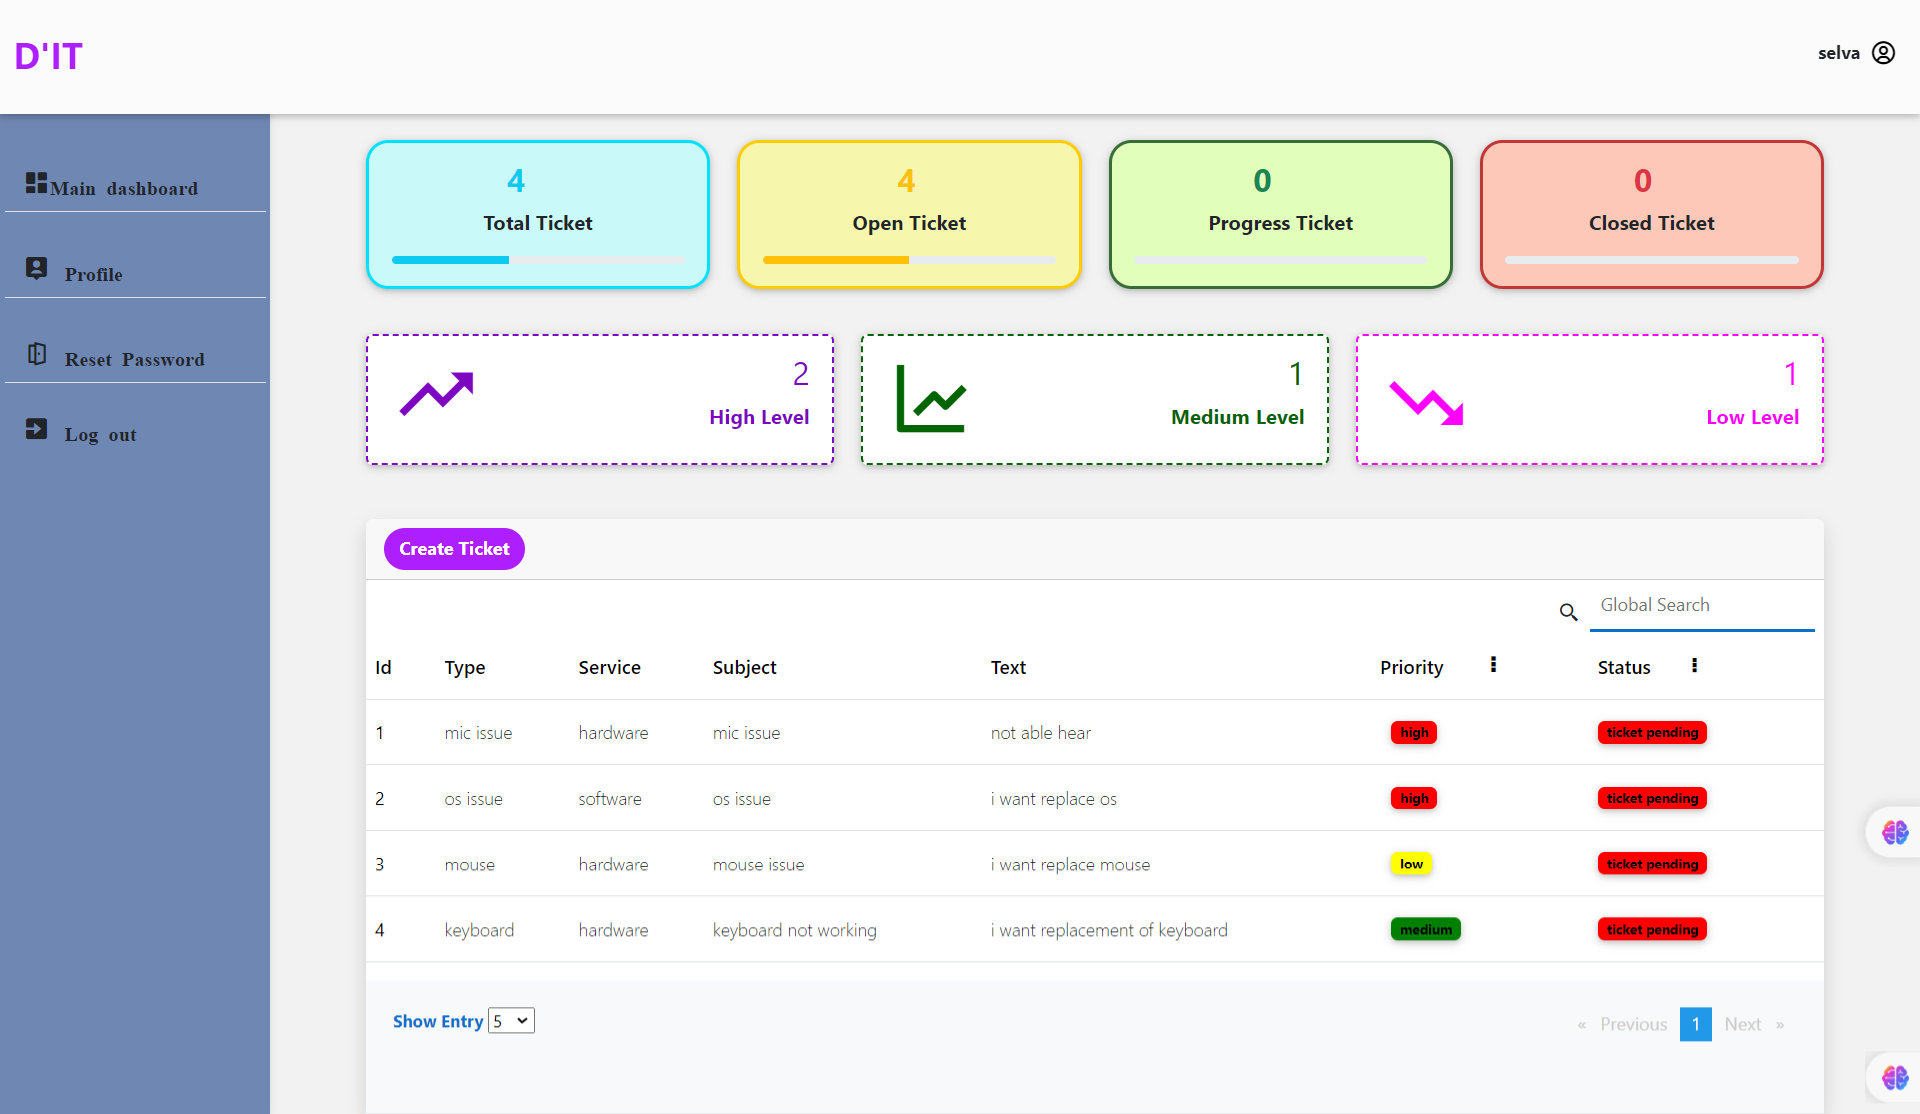 D'IT
selva
Main dashboard
Profile
Reset Password
Log out
4
Total Ticket
4
Open Ticket
0
Progress Ticket
0
Closed Ticket
2
High Level
1
Medium Level
1
Low Level
Create Ticket
Global Search
Id Type Service Subject Text Priority Status
1 mic issue hardware mic issue not able hear high ticket pending
2 os issue software os issue i want replace os high ticket pending
3 mouse hardware mouse issue i want replace mouse low ticket pending
4 keyboard hardware keyboard not working i want replacement of keyboard medium ticket pending
Show Entry 5
« Previous 1 Next »